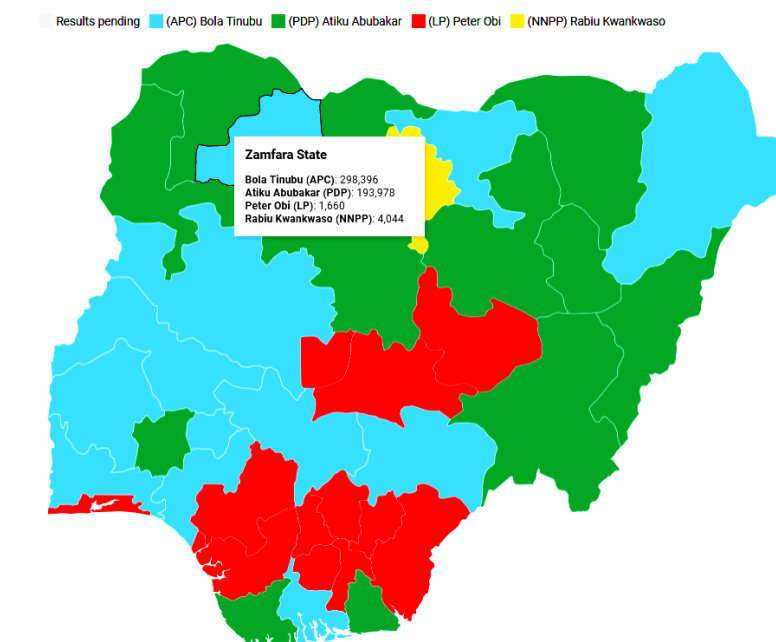 Results pending (APC) Bola Tinubu (PDP) Atiku Abubakar (LP) Peter Obi (NNPP) Rabiu Kwankwaso
Zamfara State
Bola Tinubu (APC): 298,396
Atiku Abubakar (PDP): 193,978
Peter Obi (LP): 1,660
Rabiu Kwankwaso (NNPP): 4,044